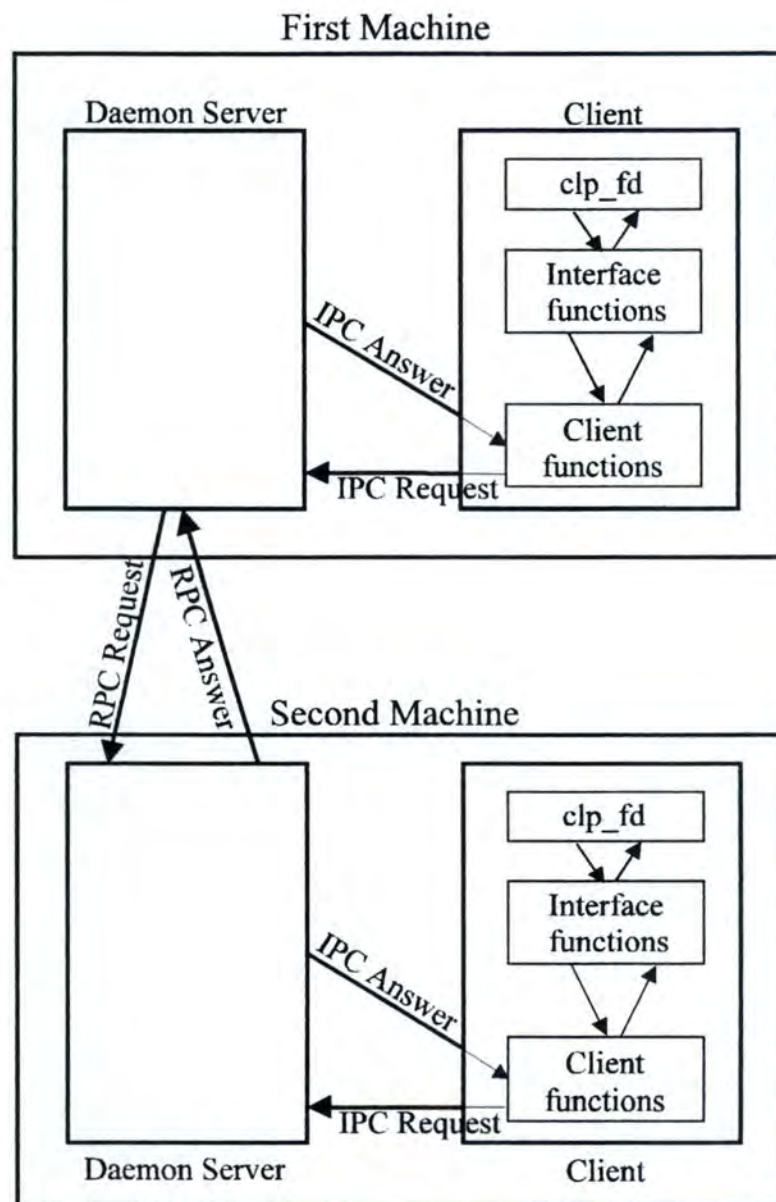 First Machine
Daemon Server
Client
clp_fd
Interface
functions
IPC Answer
Client
functions
IPC Request
RPC Request
RPC Answer
Second Machine
clp_fd
Interface
functions
IPC Answer
Client
functions
IPC Request
Daemon Server
Client